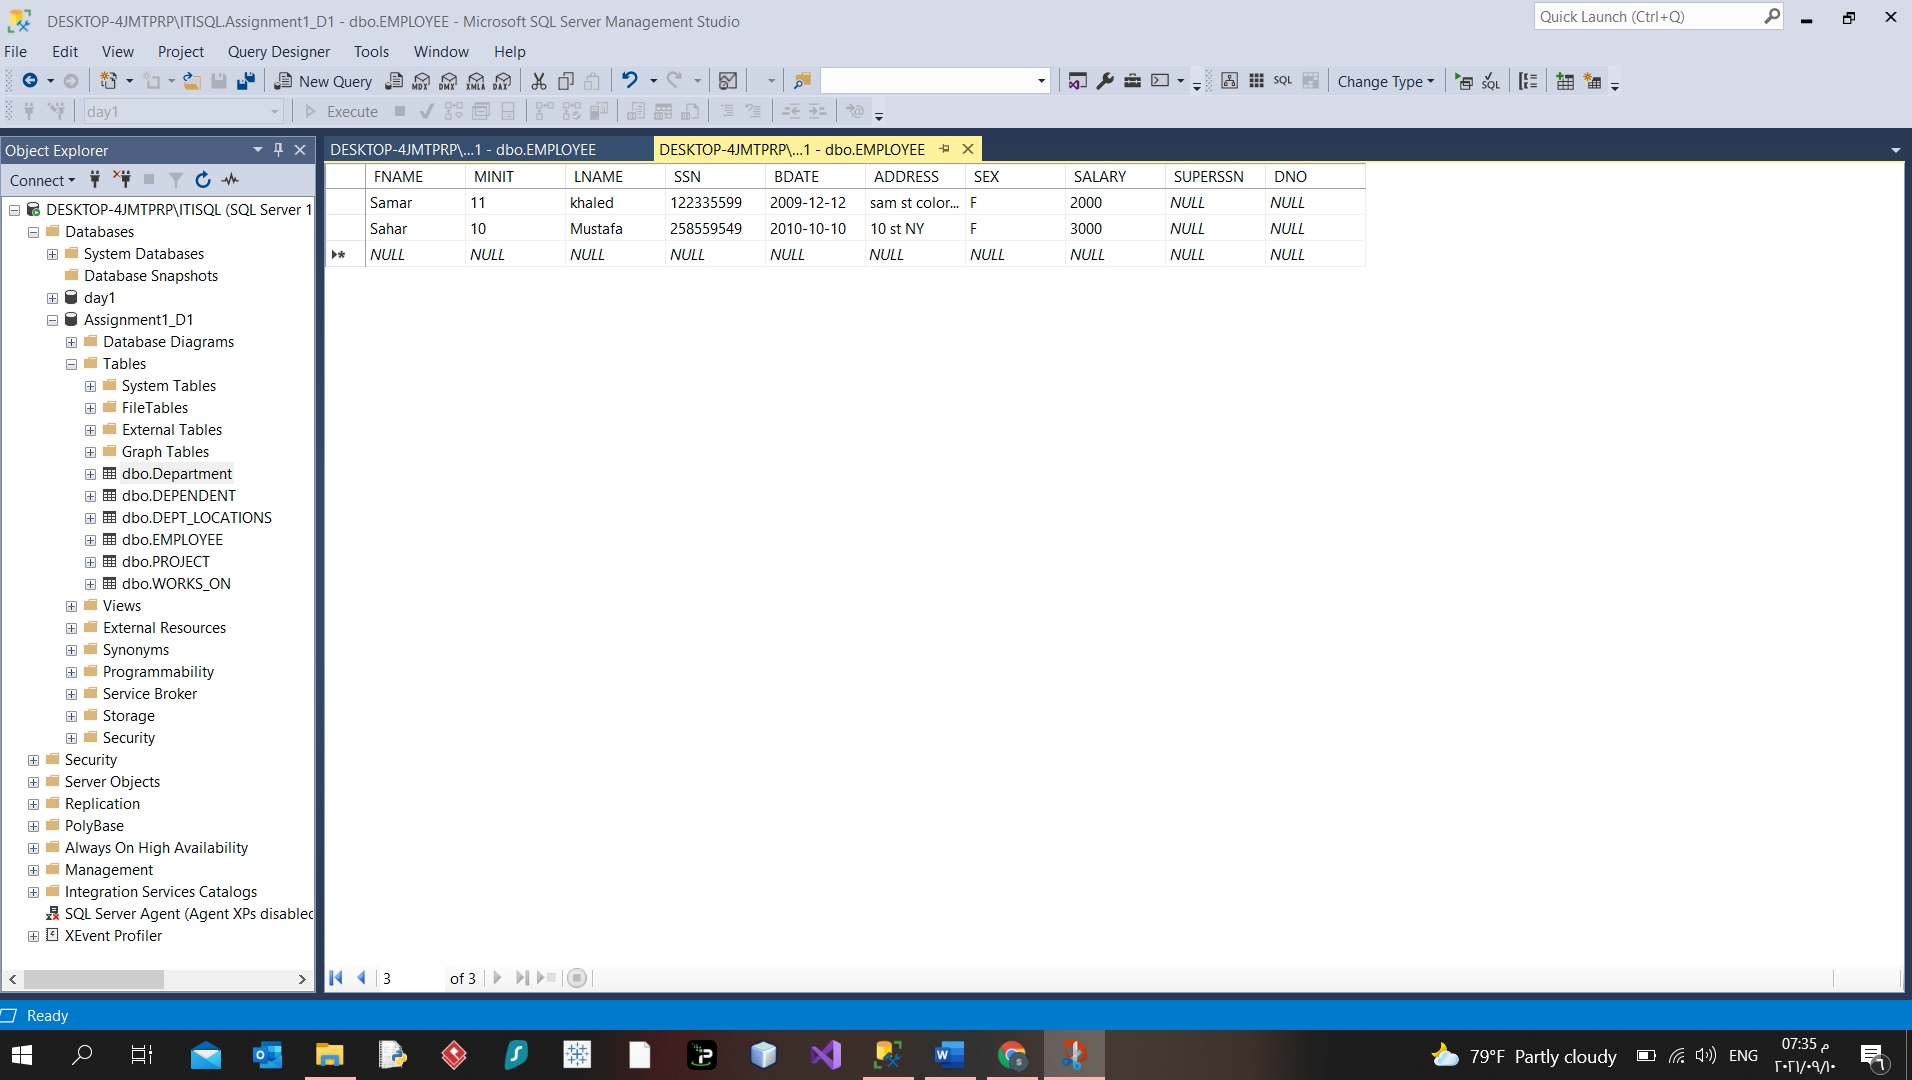 DESKTOP-4JMTPRP\ITISQL.Assignment1_D1 - dbo.EMPLOYEE - Microsoft SQL Server Management Studio
Quick Launch (Ctrl+Q)
File Edit View Project Query Designer Tools Window Help
New Query MDX DMX XMLA DAX SQL Change Type SQL
day1 Execute
Object Explorer
DESKTOP-4JMTPRP\...1 - dbo.EMPLOYEE DESKTOP-4JMTPRP\...1 - dbo.EMPLOYEE
Connect
FNAME MINIT LNAME SSN BDATE ADDRESS SEX SALARY SUPERSSN DNO
Samar 11 khaled 122335599 2009-12-12 sam st color... F 2000 NULL NULL
Sahar 10 Mustafa 258559549 2010-10-10 10 st NY F 3000 NULL NULL
NULL NULL NULL NULL NULL NULL NULL NULL NULL NULL
DESKTOP-4JMTPRP\ITISQL (SQL Server 1
Databases
System Databases
Database Snapshots
day1
Assignment1_D1
Database Diagrams
Tables
System Tables
FileTables
External Tables
Graph Tables
dbo.Department
dbo.DEPENDENT
dbo.DEPT_LOCATIONS
dbo.EMPLOYEE
dbo.PROJECT
dbo.WORKS_ON
Views
External Resources
Synonyms
Programmability
Service Broker
Storage
Security
Security
Server Objects
Replication
PolyBase
Always On High Availability
Management
Integration Services Catalogs
SQL Server Agent (Agent XPs disabled
XEvent Profiler
3 of 3
Ready
79°F Partly cloudy ENG
07:35 م
٢٠٢١/٠٩/١٠
٦